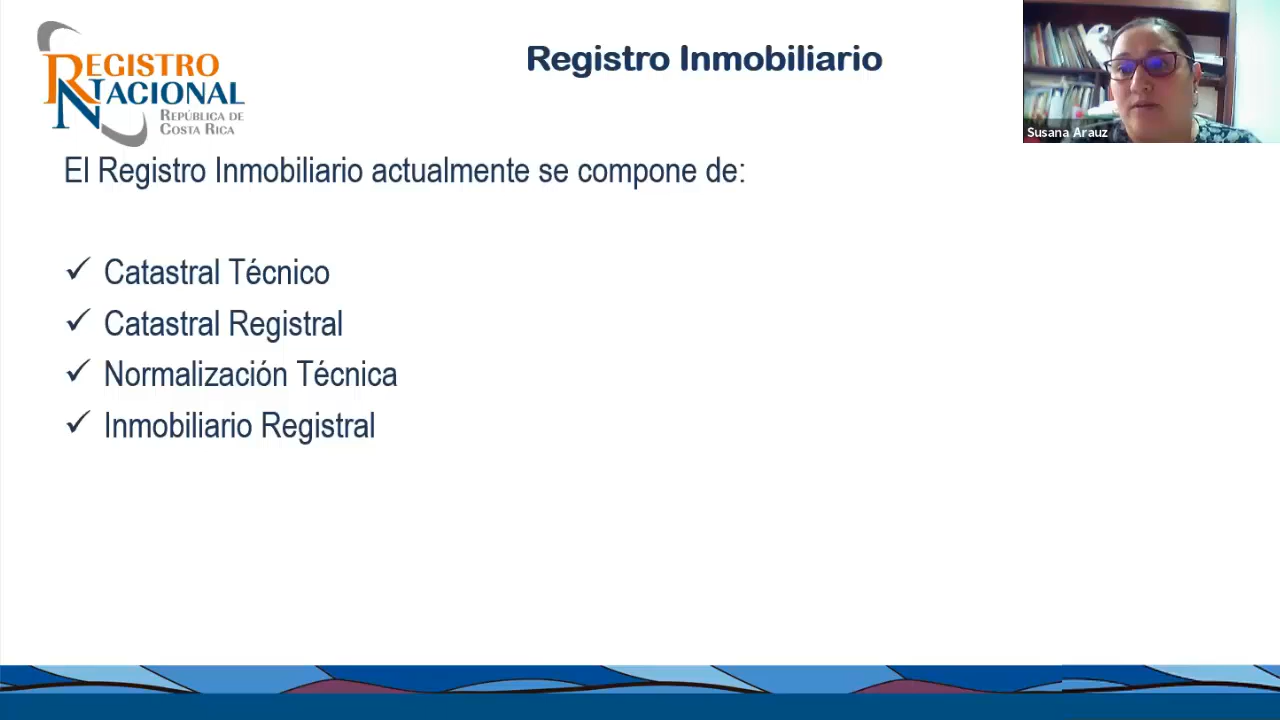 REGISTRO
NACIONAL
REPÚBLICA DE
COSTA RICA
Registro Inmobiliario
Susana Arauz
El Registro Inmobiliario actualmente se compone de:
✓ Catastral Técnico
✓ Catastral Registral
✓ Normalización Técnica
✓ Inmobiliario Registral